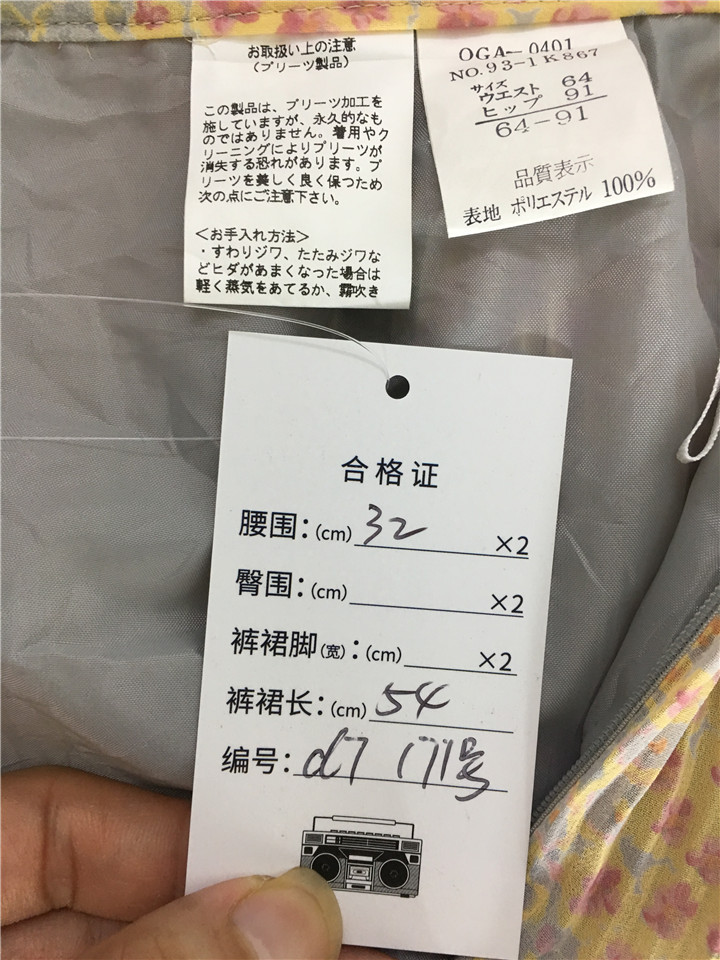 お取扱い上の注意
(プリーツ製品)
この製品は、プリーツ加工を
施していますが、永久的なも
のではありません。着用やク
リーニングによりプリーツが
消失する恐れがあります。プ
リーツを美しく良く保つため
次の点にご注意下さい。
<お手入れ方法>
・すわりジワ、たたみジワな
どヒダがあまくなった場合は
軽く蒸気をあてるか、霧吹き
OGA-0401
NO.93-1K867
サイズ
ウエスト 64
ヒップ 91
64-91
品質表示
表地 ポリエステル 100%
合格证
腰围:(cm) 32 ×2
臀围:(cm) ×2
裤裙脚(宽):(cm) ×2
裤裙长:(cm) 54
编号: d7 171号